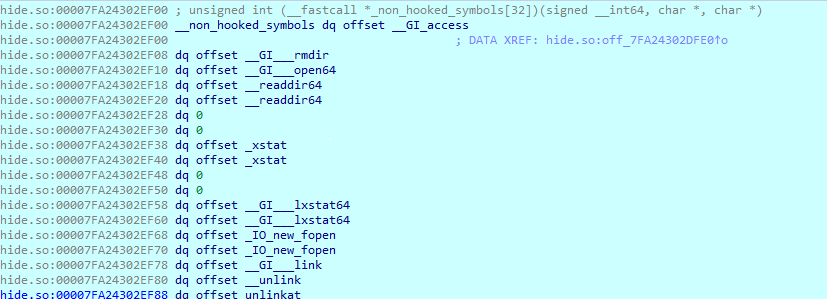 hide.so:00007FA24302EF00 ; unsigned int (__fastcall *_non_hooked_symbols[32])(signed __int64, char *, char *)
hide.so:00007FA24302EF00 __non_hooked_symbols dq offset __GI_access
hide.so:00007FA24302EF00 ; DATA XREF: hide.so:off_7FA24302DFE0↑o
hide.so:00007FA24302EF08 dq offset __GI___rmdir
hide.so:00007FA24302EF10 dq offset __GI___open64
hide.so:00007FA24302EF18 dq offset __readdir64
hide.so:00007FA24302EF20 dq offset __readdir64
hide.so:00007FA24302EF28 dq 0
hide.so:00007FA24302EF30 dq 0
hide.so:00007FA24302EF38 dq offset _xstat
hide.so:00007FA24302EF40 dq offset _xstat
hide.so:00007FA24302EF48 dq 0
hide.so:00007FA24302EF50 dq 0
hide.so:00007FA24302EF58 dq offset __GI___lxstat64
hide.so:00007FA24302EF60 dq offset __GI___lxstat64
hide.so:00007FA24302EF68 dq offset _IO_new_fopen
hide.so:00007FA24302EF70 dq offset _IO_new_fopen
hide.so:00007FA24302EF78 dq offset __GI___link
hide.so:00007FA24302EF80 dq offset __unlink
hide.so:00007FA24302EF88 dq offset unlinkat